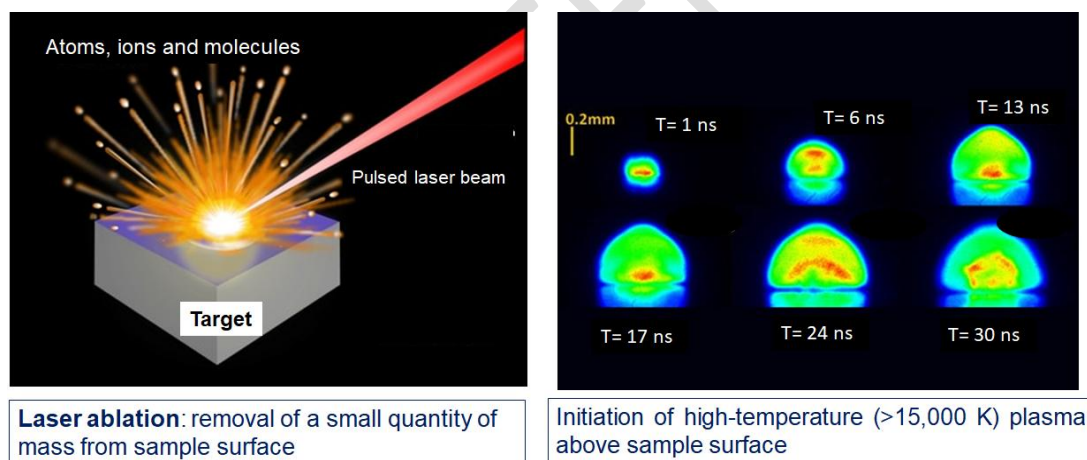 Atoms, ions and molecules
Pulsed laser beam
Target
Laser ablation: removal of a small quantity of
mass from sample surface
0.2mm
T= 1 ns
T= 6 ns
T= 13 ns
T= 17 ns
T= 24 ns
T= 30 ns
Initiation of high-temperature (>15,000 K) plasma
above sample surface